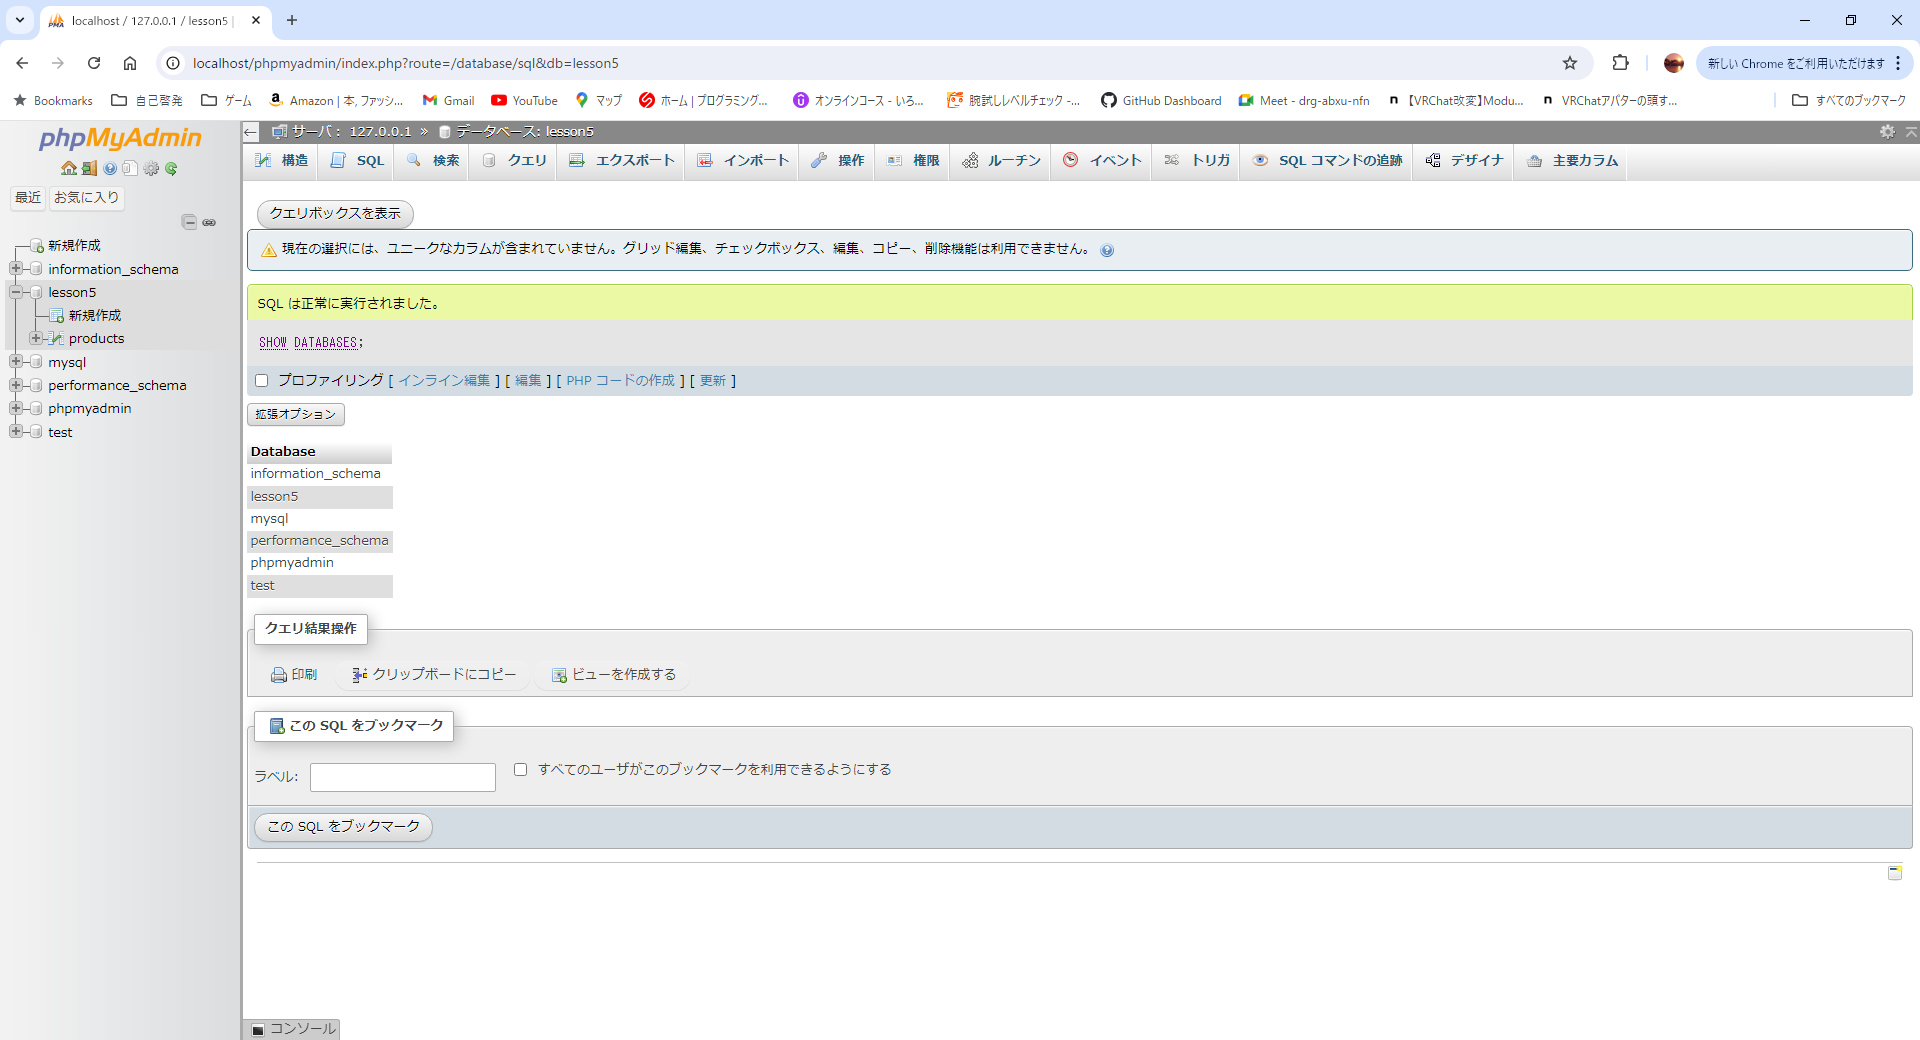 localhost / 127.0.0.1 / lesson5 |
localhost/phpmyadmin/index.php?route=/database/sql&db=lesson5
新しい Chrome をご利用いただけます
Bookmarks 自己啓発 ゲーム Amazon | 本, ファッシ... Gmail YouTube マップ ホーム | プログラミング... オンラインコース - いろ... 腕試しレベルチェック -... GitHub Dashboard Meet - drg-abxu-nfn 【VRChat改変】Modu... VRChatアバターの頭す... すべてのブックマーク
phpMyAdmin
最近 お気に入り
新規作成
information_schema
lesson5
新規作成
products
mysql
performance_schema
phpmyadmin
test
サーバ: 127.0.0.1 » データベース: lesson5
構造 SQL 検索 クエリ エクスポート インポート 操作 権限 ルーチン イベント トリガ SQL コマンドの追跡 デザイナ 主要カラム
クエリボックスを表示
現在の選択には、ユニークなカラムが含まれていません。グリッド編集、チェックボックス、編集、コピー、削除機能は利用できません。
SQL は正常に実行されました。
SHOW DATABASES;
プロファイリング [ インライン編集 ] [ 編集 ] [ PHP コードの作成 ] [ 更新 ]
拡張オプション
Database
information_schema
lesson5
mysql
performance_schema
phpmyadmin
test
クエリ結果操作
印刷 クリップボードにコピー ビューを作成する
この SQL をブックマーク
ラベル: すべてのユーザがこのブックマークを利用できるようにする
この SQL をブックマーク
コンソール